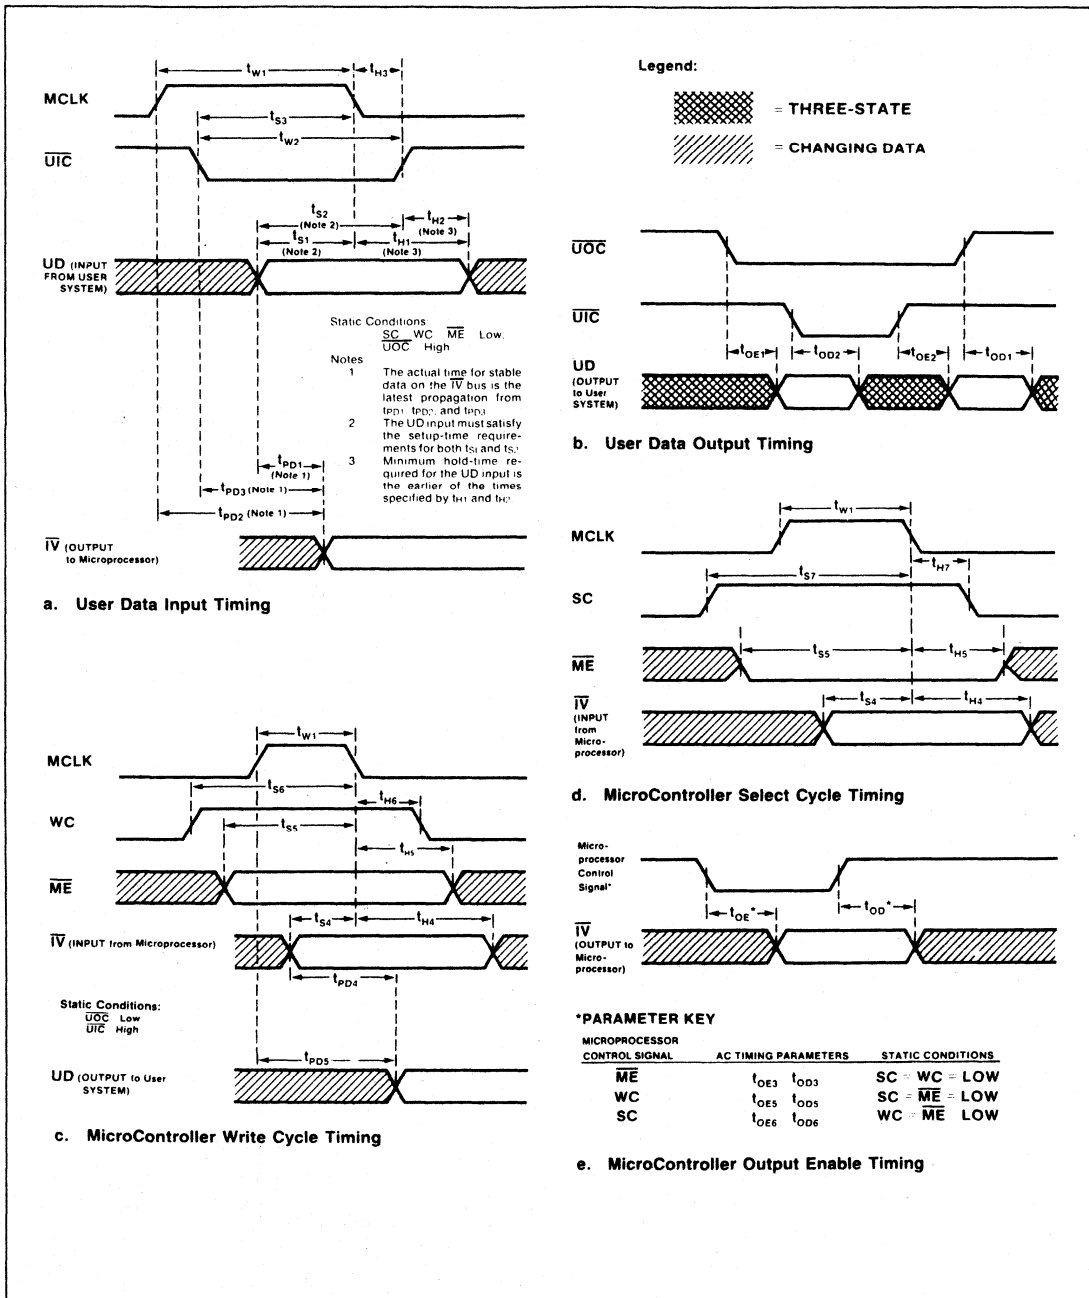 tW1
tH3
MCLK
tS3
tW2
UIC
tS2
(Note 2)
tH2
(Note 3)
tS1
(Note 2)
tH1
(Note 3)
UD (INPUT
FROM USER
SYSTEM)
Static Conditions
SC WC ME Low.
UOC High
Notes
1 The actual time for stable
data on the IV bus is the
latest propagation from
tPD1, tPD2, and tPD3
2 The UD input must satisfy
the setup-time require-
ments for both tS1 and tS2
3 Minimum hold-time re-
quired for the UD input is
the earlier of the times
specified by tH1 and tH2
tPD1
(Note 1)
tPD3 (Note 1)
tPD2 (Note 1)
IV (OUTPUT
to Microprocessor)
a. User Data Input Timing
Legend:
= THREE-STATE
= CHANGING DATA
UOC
UIC
tOE1
tOD2
tOE2
tOD1
UD
(OUTPUT
to User
SYSTEM)
b. User Data Output Timing
tW1
MCLK
tS6
tH6
WC
tS5
tH5
ME
tS4
tH4
IV (INPUT from Microprocessor)
tPD4
Static Conditions:
UOC Low
UIC High
tPD5
UD (OUTPUT to User
SYSTEM)
c. MicroController Write Cycle Timing
tW1
MCLK
tH7
tS7
SC
tS5
tH5
ME
tS4
tH4
IV
(INPUT
from
Micro-
processor)
d. MicroController Select Cycle Timing
Micro-
processor
Control
Signal*
tOE*
tOD*
IV
(OUTPUT to
Micro-
processor)
*PARAMETER KEY
MICROPROCESSOR
CONTROL SIGNAL AC TIMING PARAMETERS STATIC CONDITIONS
ME tOE3 tOD3 SC = WC = LOW
WC tOE5 tOD5 SC = ME = LOW
SC tOE6 tOD6 WC = ME LOW
e. MicroController Output Enable Timing